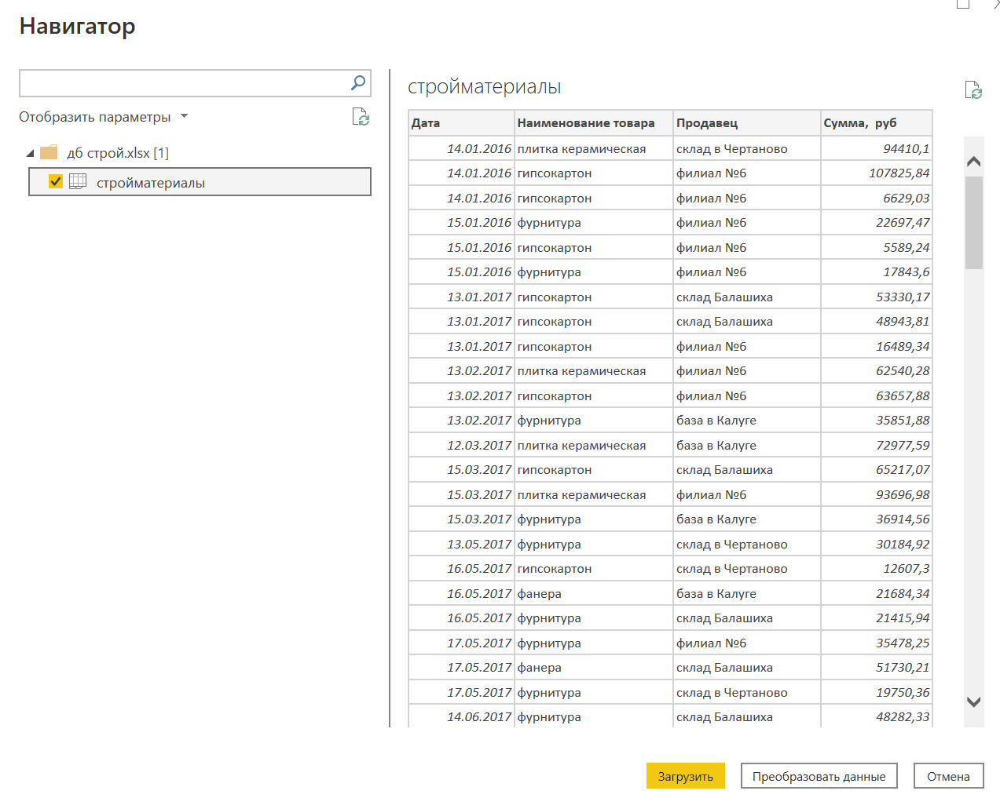 Навигатор
Отобразить параметры
дб строй.xlsx [1]
стройматериалы
стройматериалы
Дата Наименование товара Продавец Сумма, руб
14.01.2016 плитка керамическая склад в Чертаново 94410,1
14.01.2016 гипсокартон филиал №6 107825,84
14.01.2016 гипсокартон филиал №6 6629,03
15.01.2016 фурнитура филиал №6 22697,47
15.01.2016 гипсокартон филиал №6 5589,24
15.01.2016 фурнитура филиал №6 17843,6
13.01.2017 гипсокартон склад Балашиха 53330,17
13.01.2017 гипсокартон склад Балашиха 48943,81
13.01.2017 гипсокартон филиал №6 16489,34
13.02.2017 плитка керамическая филиал №6 62540,28
13.02.2017 гипсокартон филиал №6 63657,88
13.02.2017 фурнитура база в Калуге 35851,88
12.03.2017 плитка керамическая база в Калуге 72977,59
15.03.2017 гипсокартон склад Балашиха 65217,07
15.03.2017 плитка керамическая филиал №6 93696,98
15.03.2017 фурнитура база в Калуге 36914,56
13.05.2017 фурнитура склад в Чертаново 30184,92
16.05.2017 гипсокартон склад в Чертаново 12607,3
16.05.2017 фанера база в Калуге 21684,34
16.05.2017 фурнитура склад Балашиха 21415,94
17.05.2017 фурнитура филиал №6 35478,25
17.05.2017 фанера склад Балашиха 51730,21
17.05.2017 фурнитура склад в Чертаново 19750,36
14.06.2017 фурнитура склад Балашиха 48282,33
Загрузить Преобразовать данные Отмена